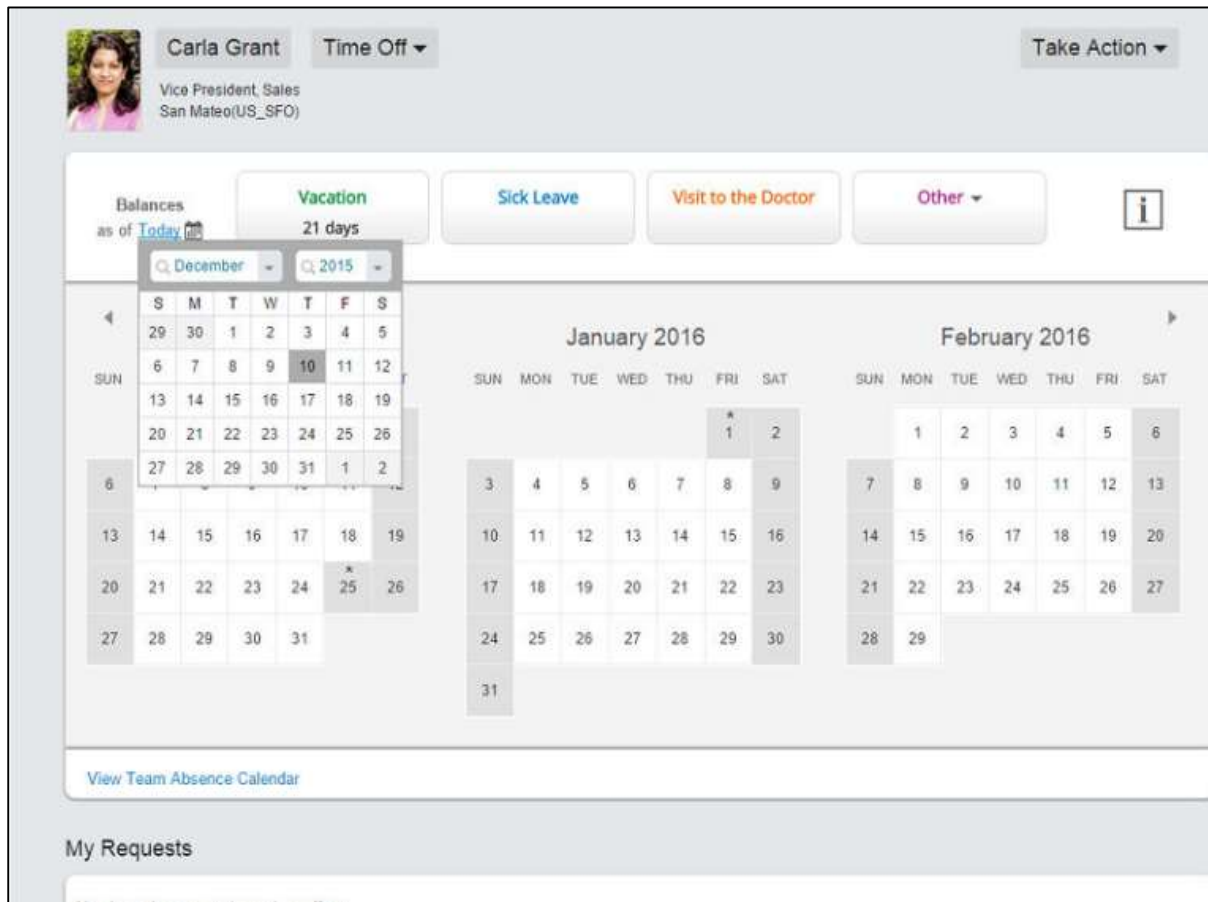 Carla Grant Time Off Take Action
Vice President, Sales
San Mateo(US_SFO)
Balances
as of Today
Vacation
21 days
Sick Leave
Visit to the Doctor
Other
i
December 2015
S M T W T F S
29 30 1 2 3 4 5
6 7 8 9 10 11 12
13 14 15 16 17 18 19
20 21 22 23 24 25 26
27 28 29 30 31 1 2
SUN
6
13 14 15 16 17 18 19
20 21 22 23 24 * 25 26
27 28 29 30 31
January 2016
SUN MON TUE WED THU FRI SAT
* 1 2
3 4 5 6 7 8 9
10 11 12 13 14 15 16
17 18 19 20 21 22 23
24 25 26 27 28 29 30
31
February 2016
SUN MON TUE WED THU FRI SAT
1 2 3 4 5 6
7 8 9 10 11 12 13
14 15 16 17 18 19 20
21 22 23 24 25 26 27
28 29
View Team Absence Calendar
My Requests